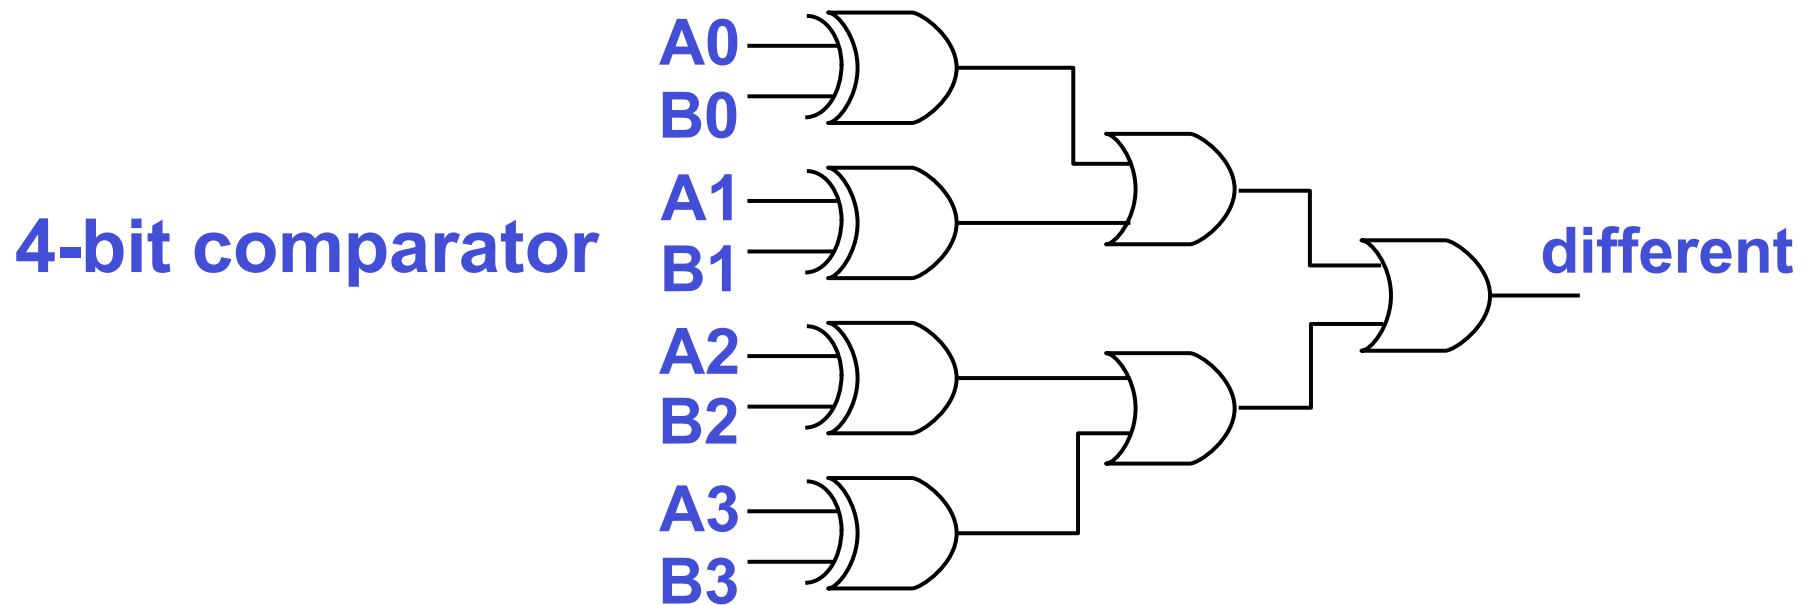 4-bit comparator
A0
B0
A1
B1
A2
B2
A3
B3
different